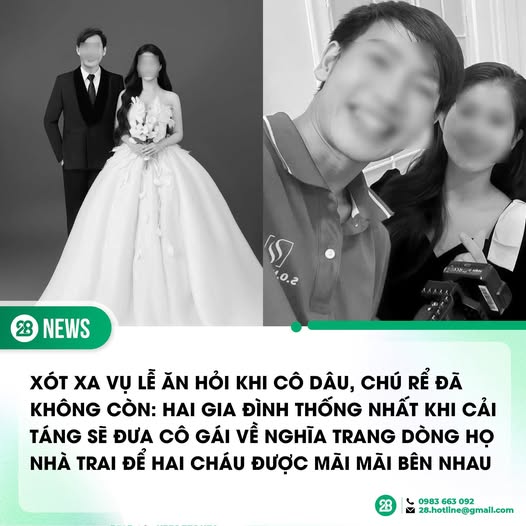 28 NEWS
XÓT XA VỤ LỄ ĂN HỎI KHI CÔ DÂU, CHÚ RỂ ĐÃ
KHÔNG CÒN: HAI GIA ĐÌNH THỐNG NHẤT KHI CẢI
TÁNG SẼ ĐƯA CÔ GÁI VỀ NGHĨA TRANG DÒNG HỌ
NHÀ TRAI ĐỂ HAI CHÁU ĐƯỢC MÃI MÃI BÊN NHAU
28
0983 663 092
28.hotline@gmail.com